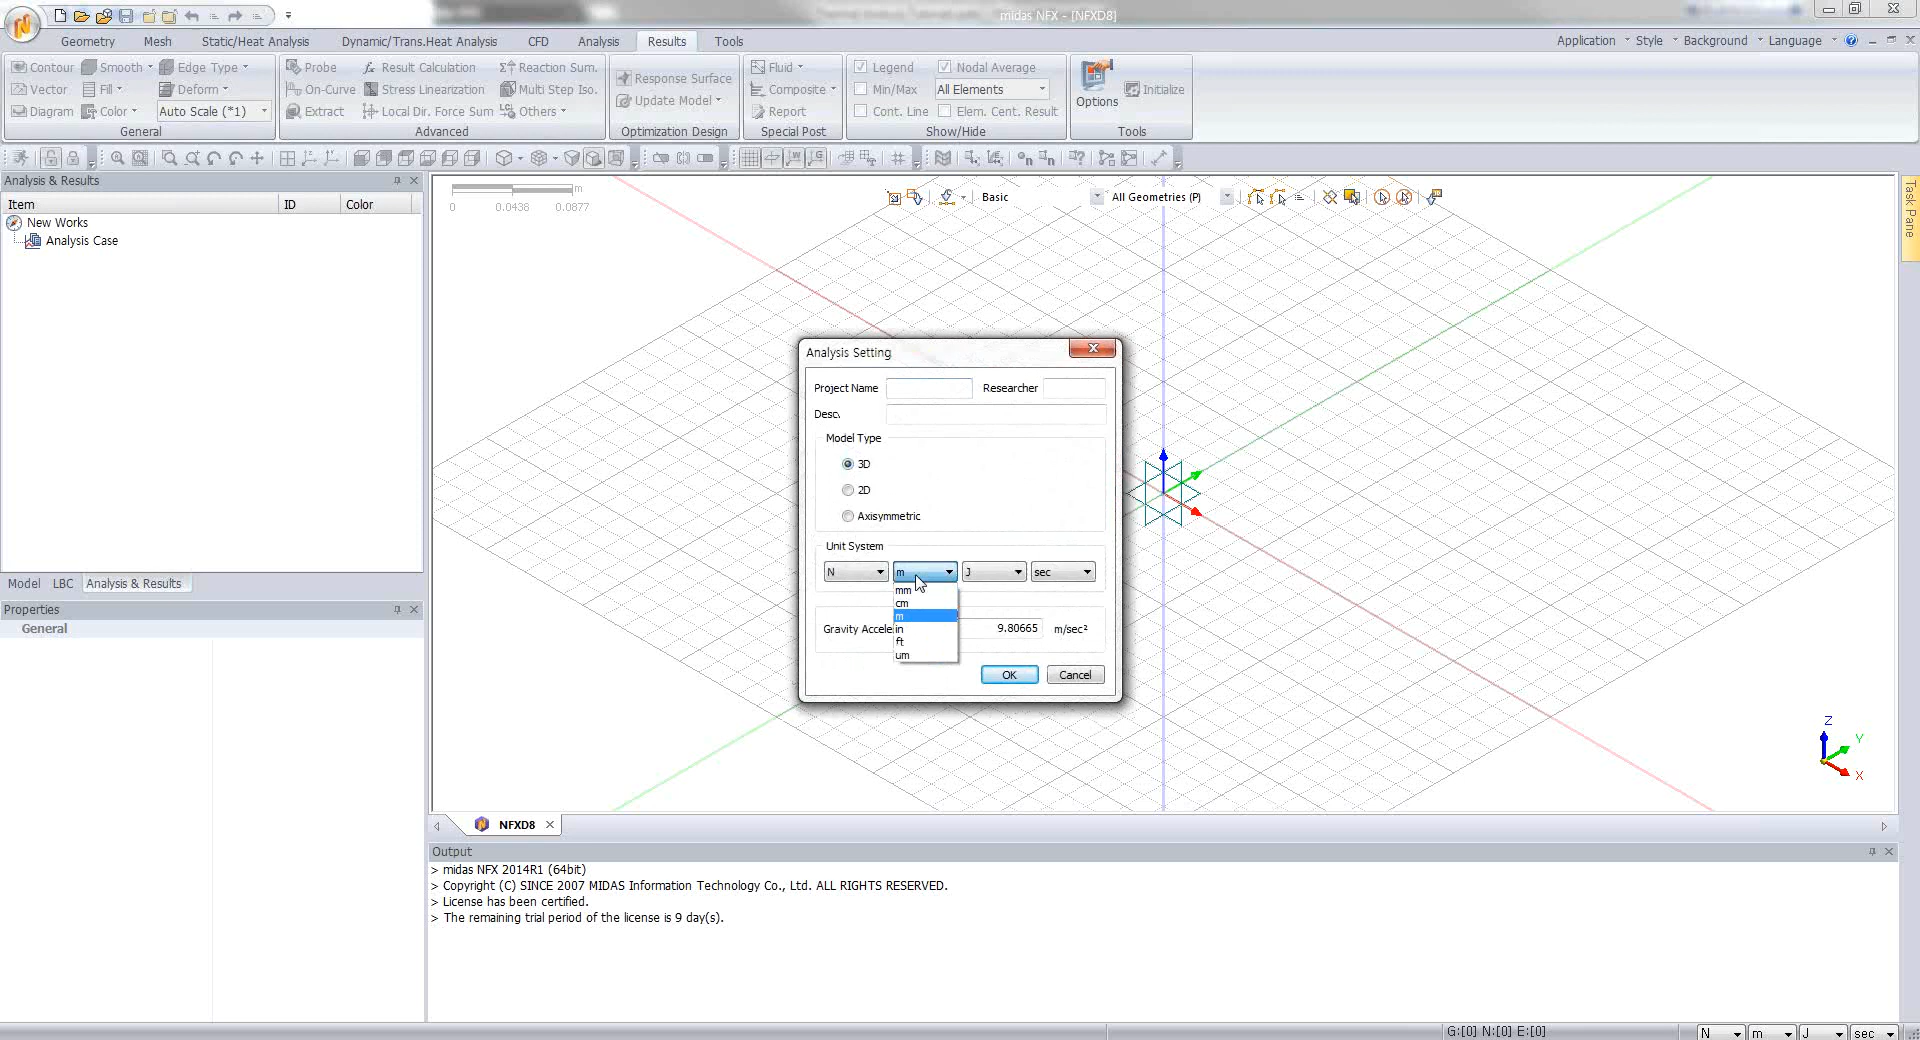 midas NFX - [NFXD8]
Geometry Mesh Static/Heat Analysis Dynamic/Trans.Heat Analysis CFD Analysis Results Tools
Application Style Background Language
Contour Smooth Edge Type
Vector Fill Deform
Diagram Color Auto Scale (*1)
General
Probe Result Calculation Reaction Sum.
On-Curve Stress Linearization Multi Step Iso.
Extract Local Dir. Force Sum Others
Advanced
Response Surface
Update Model
Optimization Design
Fluid
Composite
Report
Special Post
Legend Nodal Average
Min/Max All Elements
Cont. Line Elem. Cent. Result
Show/Hide
Options Initialize
Tools
Analysis & Results
Item ID Color
New Works
Analysis Case
Model LBC Analysis & Results
Properties
General
m
0 0.0438 0.0877
Basic All Geometries (P)
Task Pane
Analysis Setting
Project Name Researcher
Desc.
Model Type
3D
2D
Axisymmetric
Unit System
N m J sec
mm
cm
m
in
ft
um
Gravity Accele 9.80665 m/sec²
OK Cancel
Z
Y
X
NFXD8
Output
> midas NFX 2014R1 (64bit)
> Copyright (C) SINCE 2007 MIDAS Information Technology Co., Ltd. ALL RIGHTS RESERVED.
> License has been certified.
> The remaining trial period of the license is 9 day(s).
G:[0] N:[0] E:[0] N m J sec